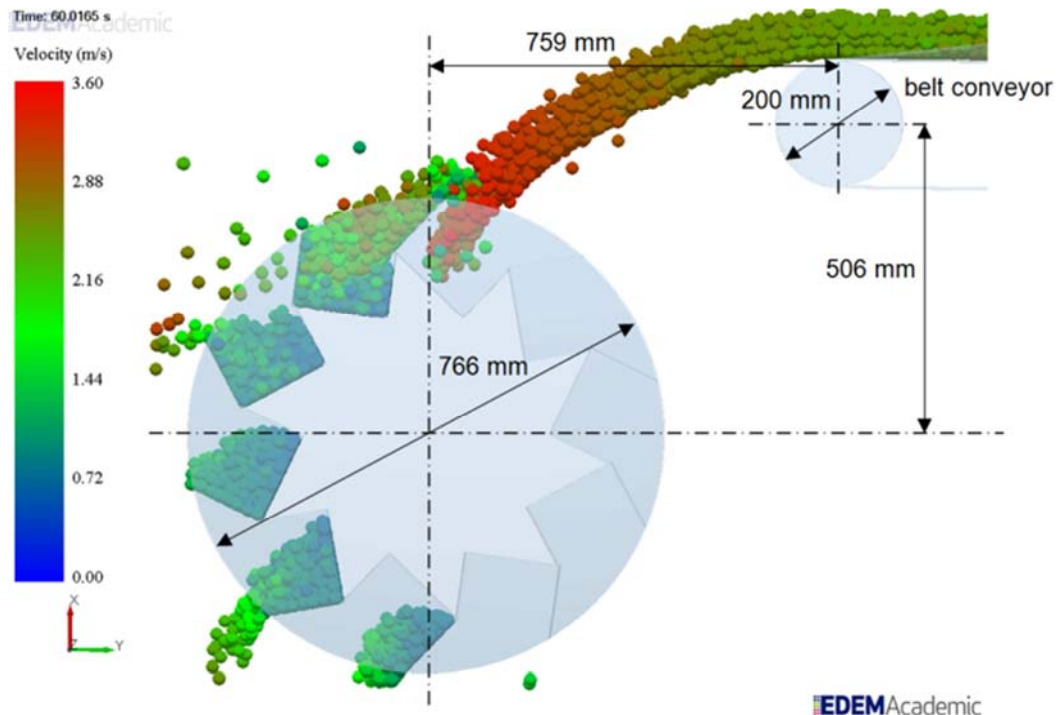 Time: 60.0165 s
EDEMAcademic
Velocity (m/s)
3.60
2.88
2.16
1.44
0.72
0.00
X
Z
Y
759 mm
200 mm
belt conveyor
506 mm
766 mm
EDEMAcademic